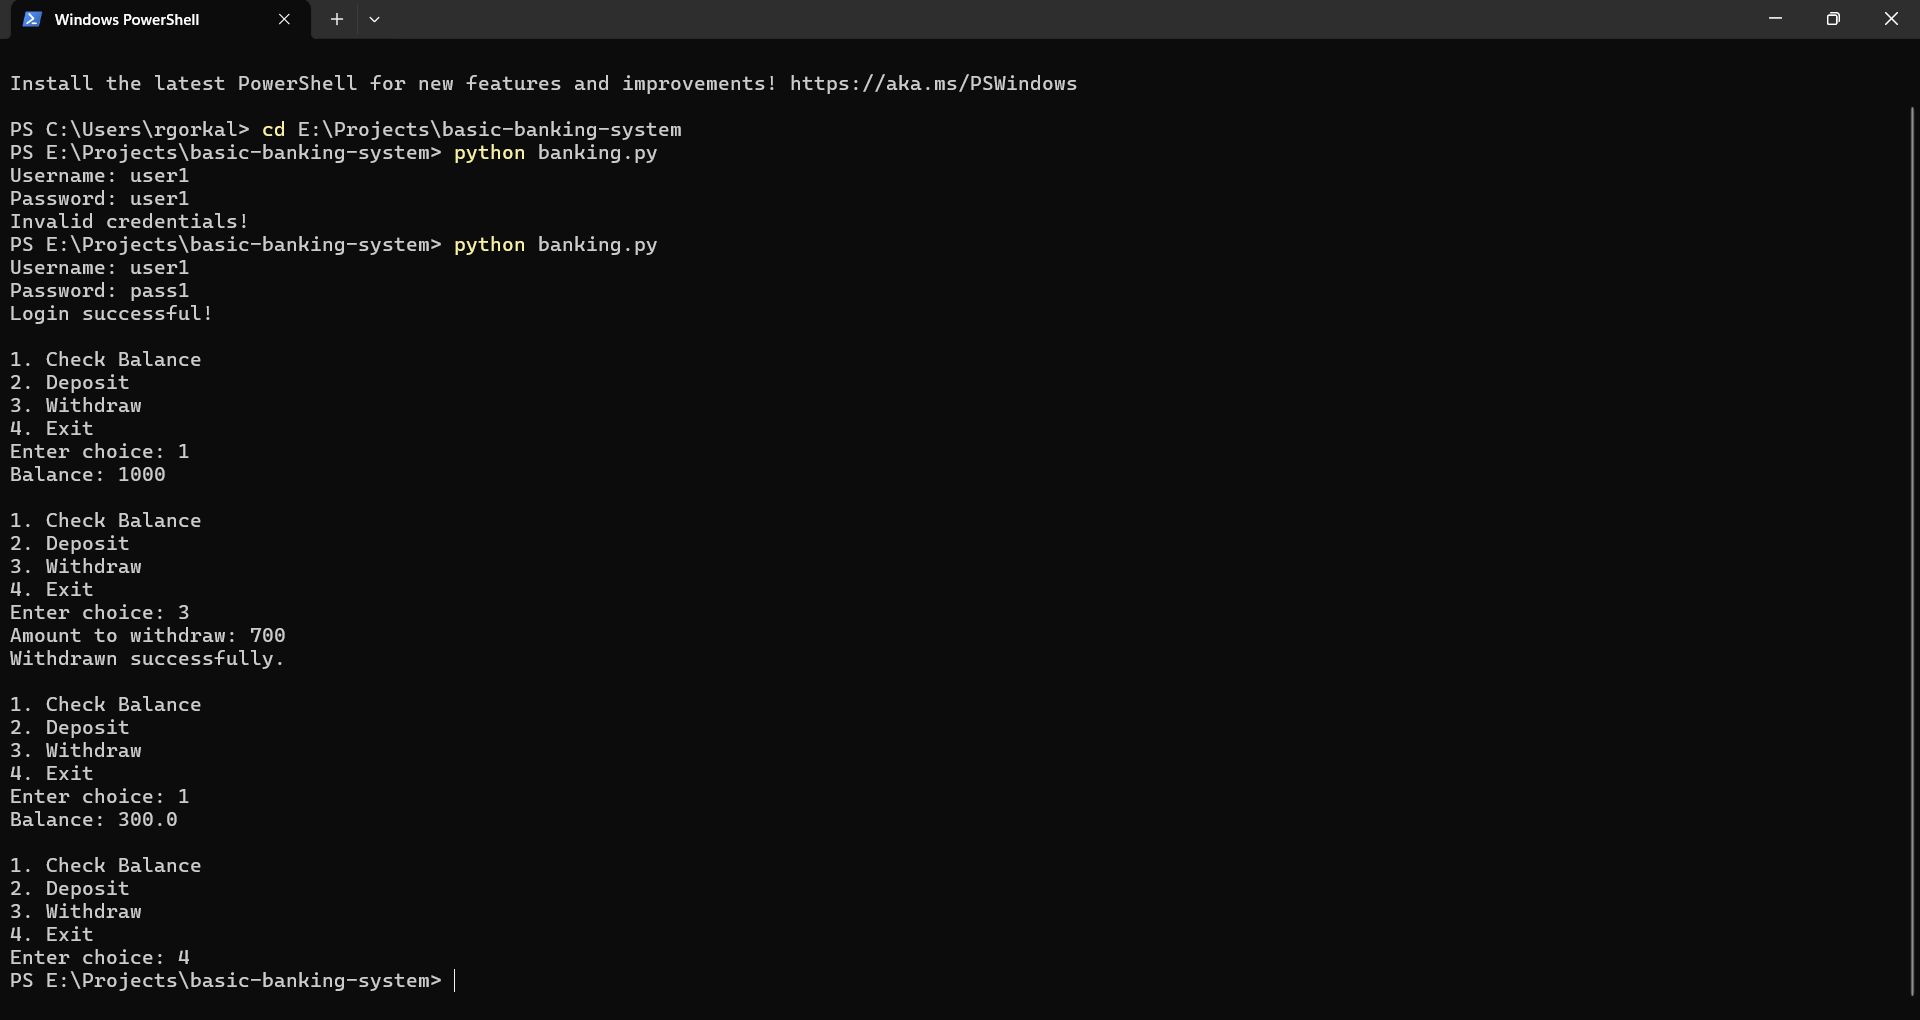 Windows PowerShell
Install the latest PowerShell for new features and improvements! https://aka.ms/PSWindows
PS C:\Users\rgorkal> cd E:\Projects\basic-banking-system
PS E:\Projects\basic-banking-system> python banking.py
Username: user1
Password: user1
Invalid credentials!
PS E:\Projects\basic-banking-system> python banking.py
Username: user1
Password: pass1
Login successful!
1. Check Balance
2. Deposit
3. Withdraw
4. Exit
Enter choice: 1
Balance: 1000
1. Check Balance
2. Deposit
3. Withdraw
4. Exit
Enter choice: 3
Amount to withdraw: 700
Withdrawn successfully.
1. Check Balance
2. Deposit
3. Withdraw
4. Exit
Enter choice: 1
Balance: 300.0
1. Check Balance
2. Deposit
3. Withdraw
4. Exit
Enter choice: 4
PS E:\Projects\basic-banking-system>